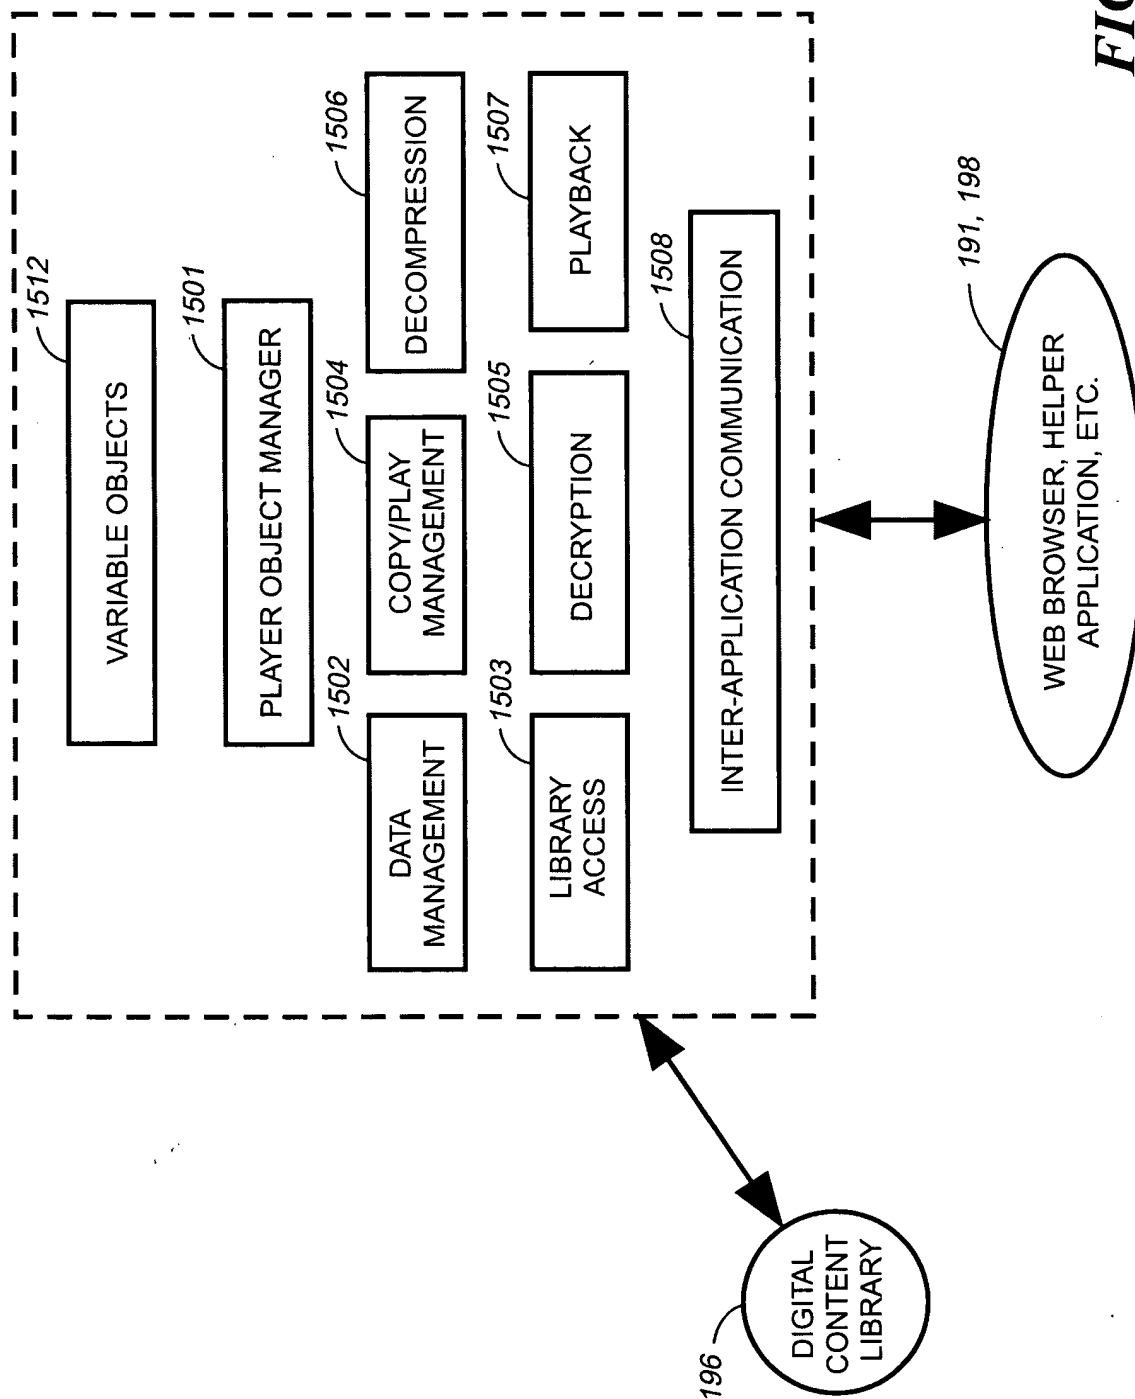 1512
VARIABLE OBJECTS
1501
PLAYER OBJECT MANAGER
1502
DATA
MANAGEMENT
1504
COPY/PLAY
MANAGEMENT
1506
DECOMPRESSION
1503
LIBRARY
ACCESS
1505
DECRYPTION
1507
PLAYBACK
1508
INTER-APPLICATION COMMUNICATION
196
DIGITAL
CONTENT
LIBRARY
191, 198
WEB BROWSER, HELPER
APPLICATION, ETC.